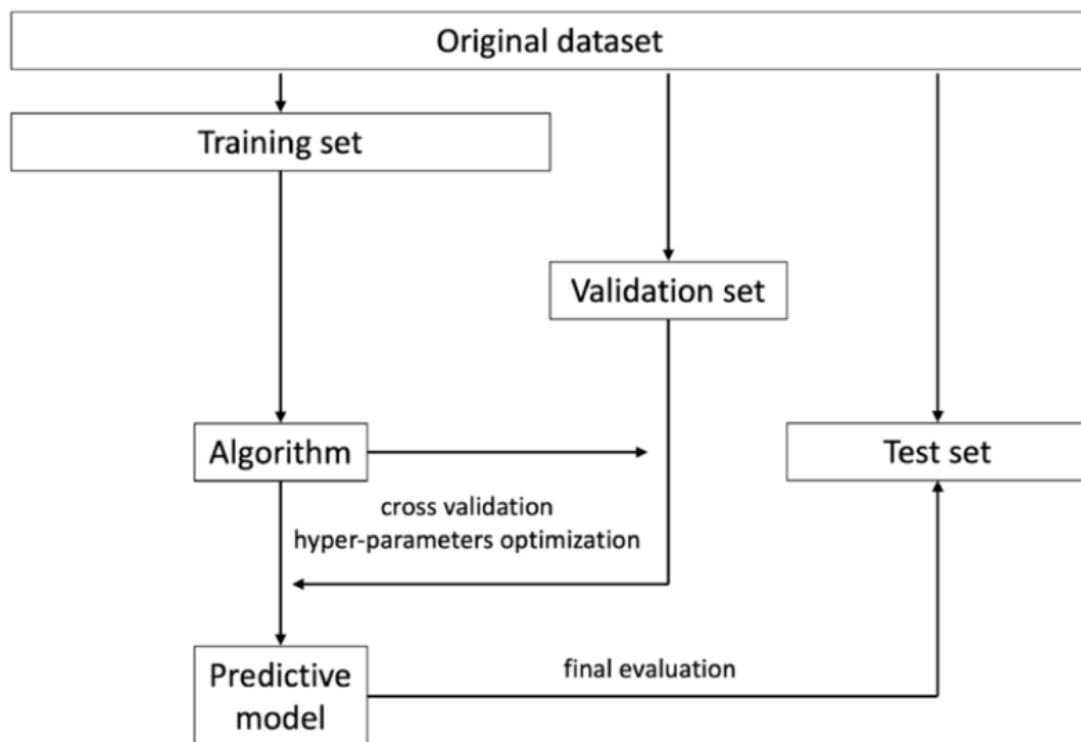 Original dataset
Training set
Validation set
Algorithm
Test set
cross validation
hyper-parameters optimization
Predictive
model
final evaluation